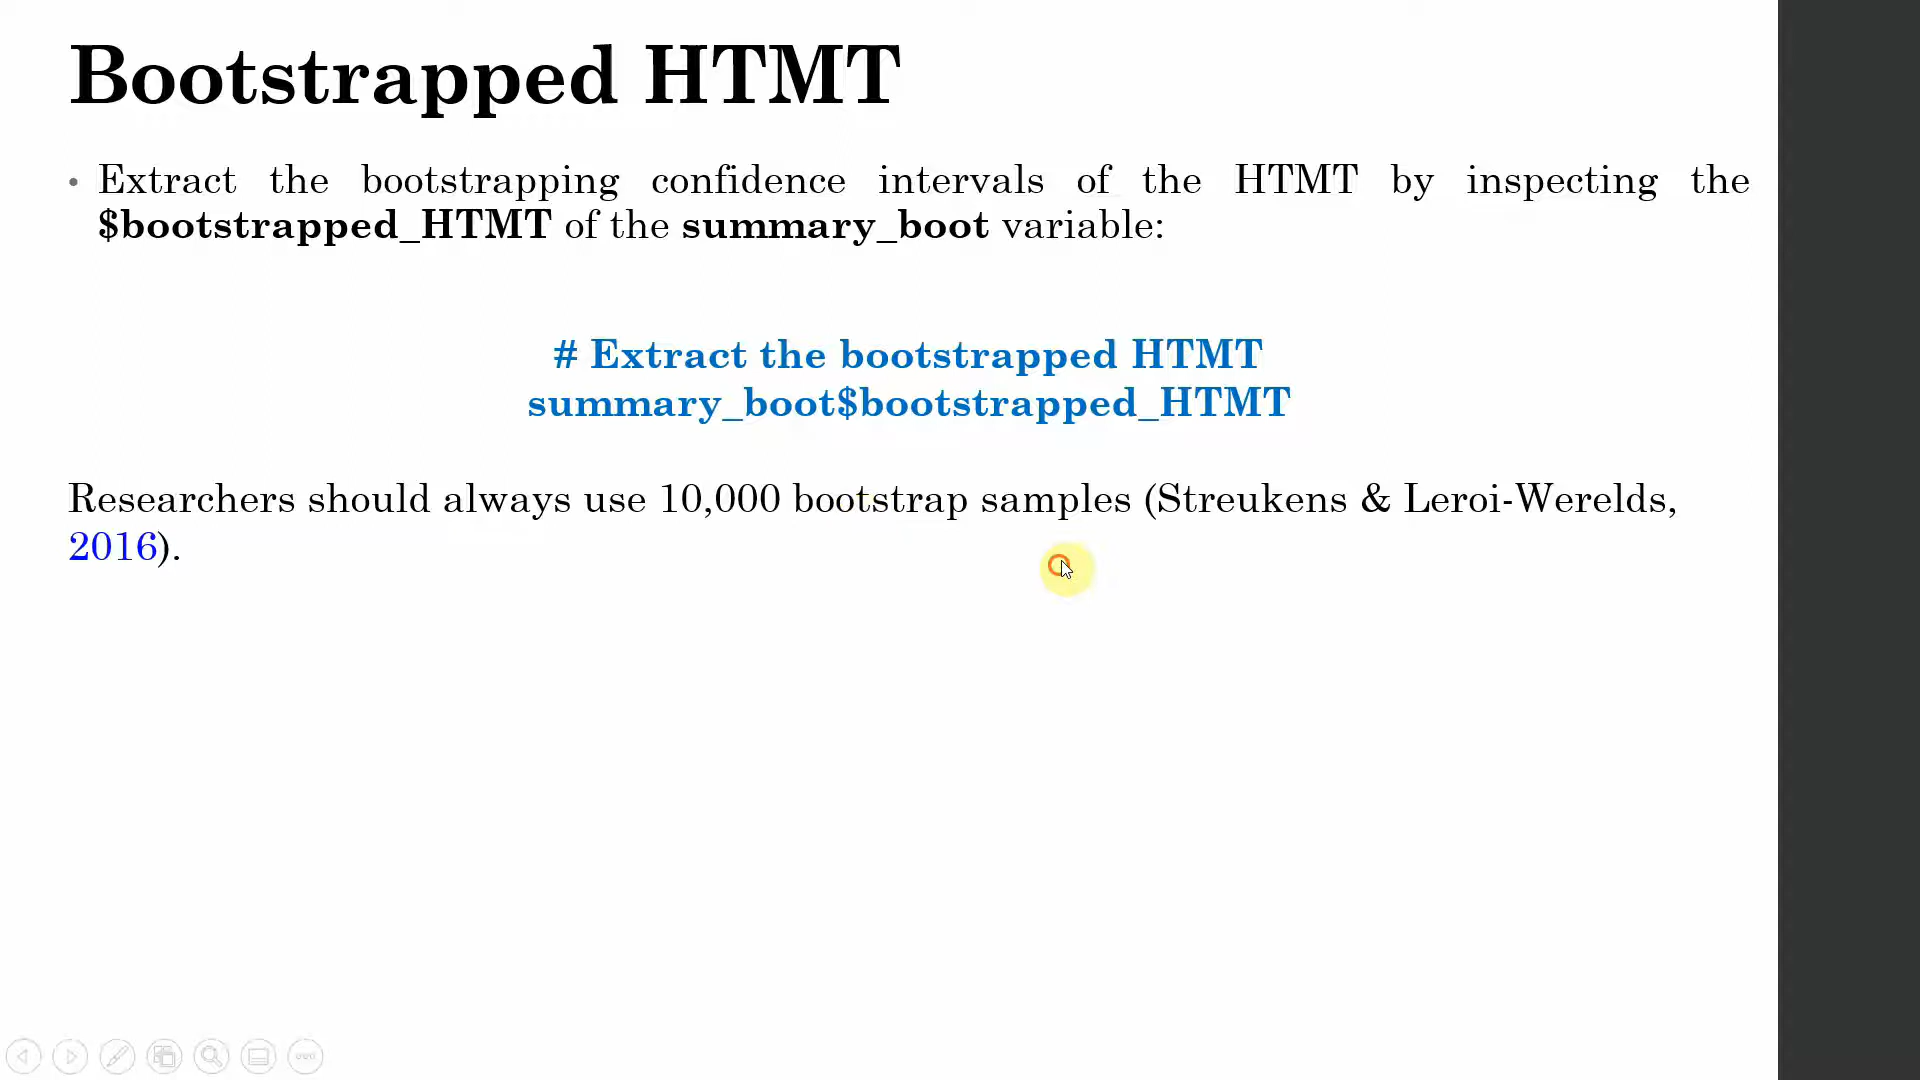 Bootstrapped HTMT
• Extract the bootstrapping confidence intervals of the HTMT by inspecting the
$bootstrapped_HTMT of the summary_boot variable:
# Extract the bootstrapped HTMT
summary_boot$bootstrapped_HTMT
Researchers should always use 10,000 bootstrap samples (Streukens & Leroi-Werelds,
2016).